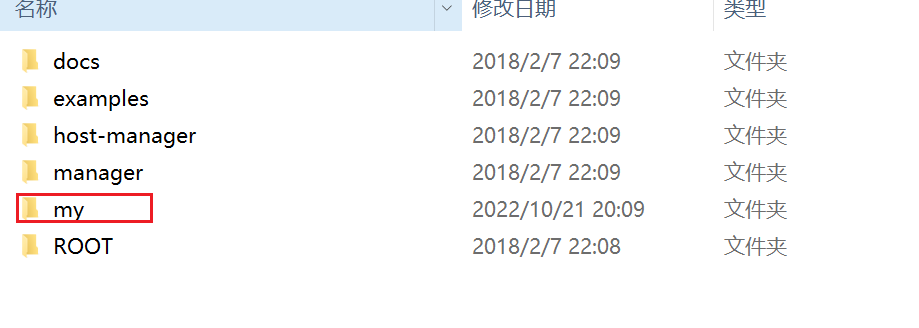 名称 修改日期 类型
docs 2018/2/7 22:09 文件夹
examples 2018/2/7 22:09 文件夹
host-manager 2018/2/7 22:09 文件夹
manager 2018/2/7 22:09 文件夹
my 2022/10/21 20:09 文件夹
ROOT 2018/2/7 22:08 文件夹